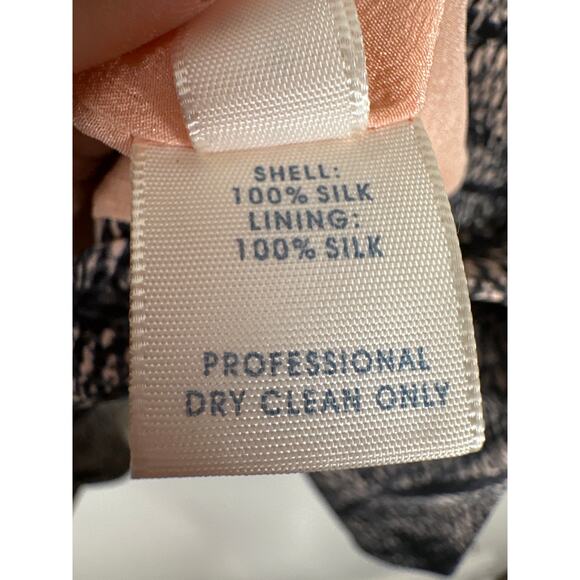 SHELL:
100% SILK
LINING:
100% SILK
PROFESSIONAL
DRY CLEAN ONLY